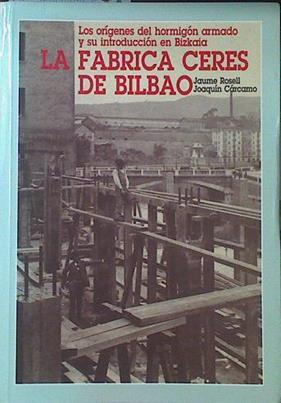 Los orígenes del hormigón armado
y su introducción en Bizkaia
LA FABRICA CERES
DE BILBAO
Jaume Rosell
Joaquín Cárcamo